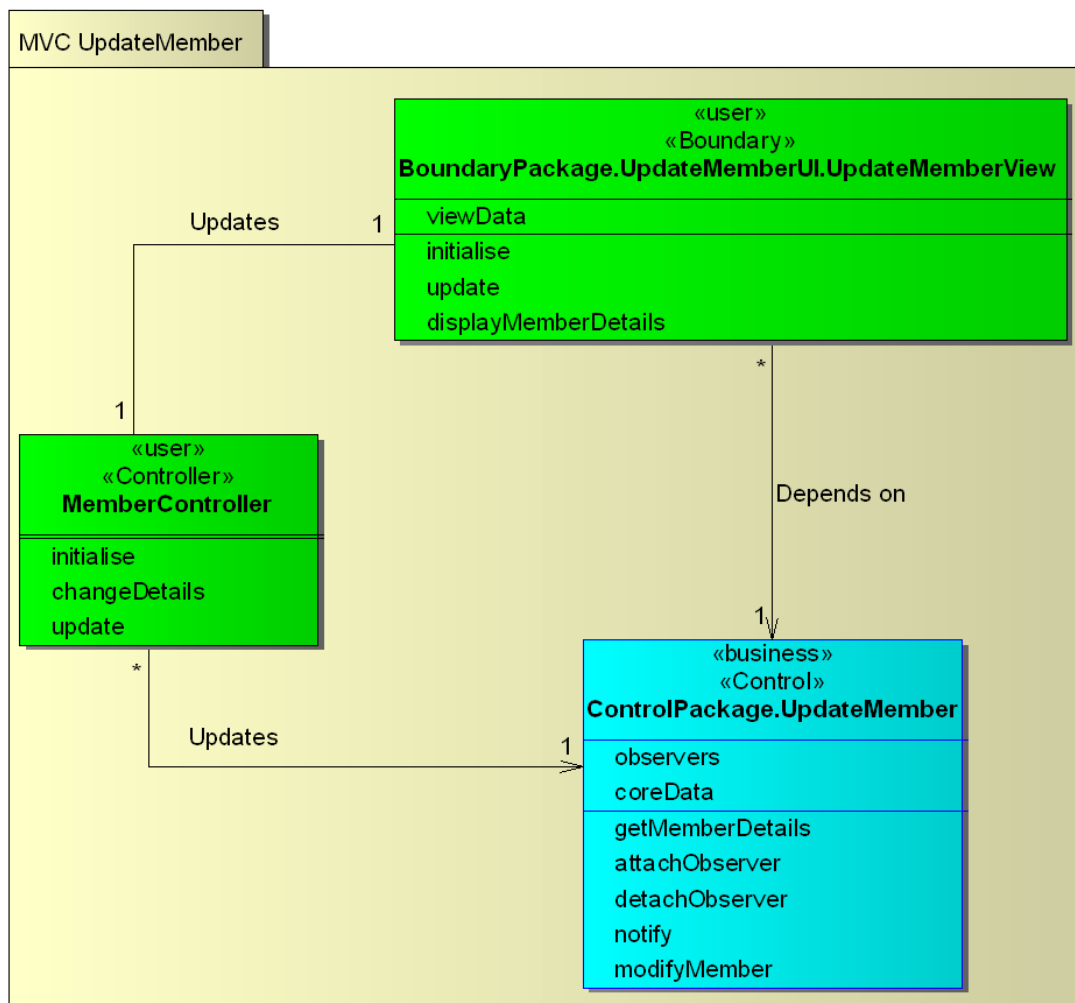 MVC UpdateMember
«user»
«Boundary»
BoundaryPackage.UpdateMemberUI.UpdateMemberView
viewData
initialise
update
displayMemberDetails
Updates
1
1
*
«user»
«Controller»
MemberController
initialise
changeDetails
update
Depends on
*
Updates
1
1
«business»
«Control»
ControlPackage.UpdateMember
observers
coreData
getMemberDetails
attachObserver
detachObserver
notify
modifyMember